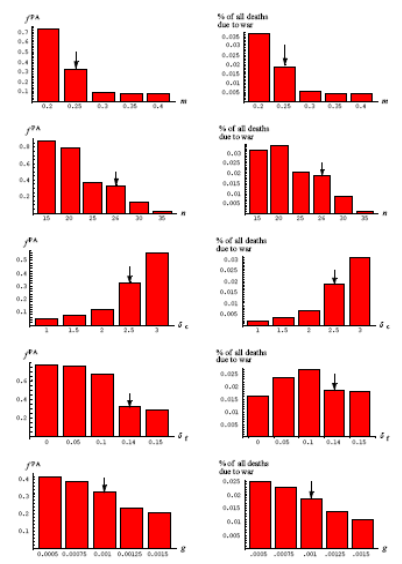 f PA
% of all deaths
due to war
0.7
0.6
0.5
0.4
0.3
0.2
0.1
0.2 0.25 0.3 0.35 0.4 m
0.035
0.03
0.025
0.02
0.015
0.01
0.005
0.2 0.25 0.3 0.35 0.4 m
f PA
% of all deaths
due to war
0.8
0.6
0.4
0.2
15 20 25 26 30 35 n
0.03
0.025
0.02
0.015
0.01
0.005
15 20 25 26 30 35 n
f PA
% of all deaths
due to war
0.5
0.4
0.3
0.2
0.1
1 1.5 2 2.5 3 δ c
0.03
0.025
0.02
0.015
0.01
0.005
1 1.5 2 2.5 3 δ c
f PA
% of all deaths
due to war
0.6
0.4
0.2
0 0.05 0.1 0.14 0.15 δ f
0.025
0.02
0.015
0.01
0.005
0 0.05 0.1 0.14 0.15 δ f
f PA
% of all deaths
due to war
0.4
0.3
0.2
0.1
0.0005 0.00075 0.001 0.00125 0.0015 g
0.025
0.02
0.015
0.01
0.005
.0005 .00075 .001 .00125 .0015 g